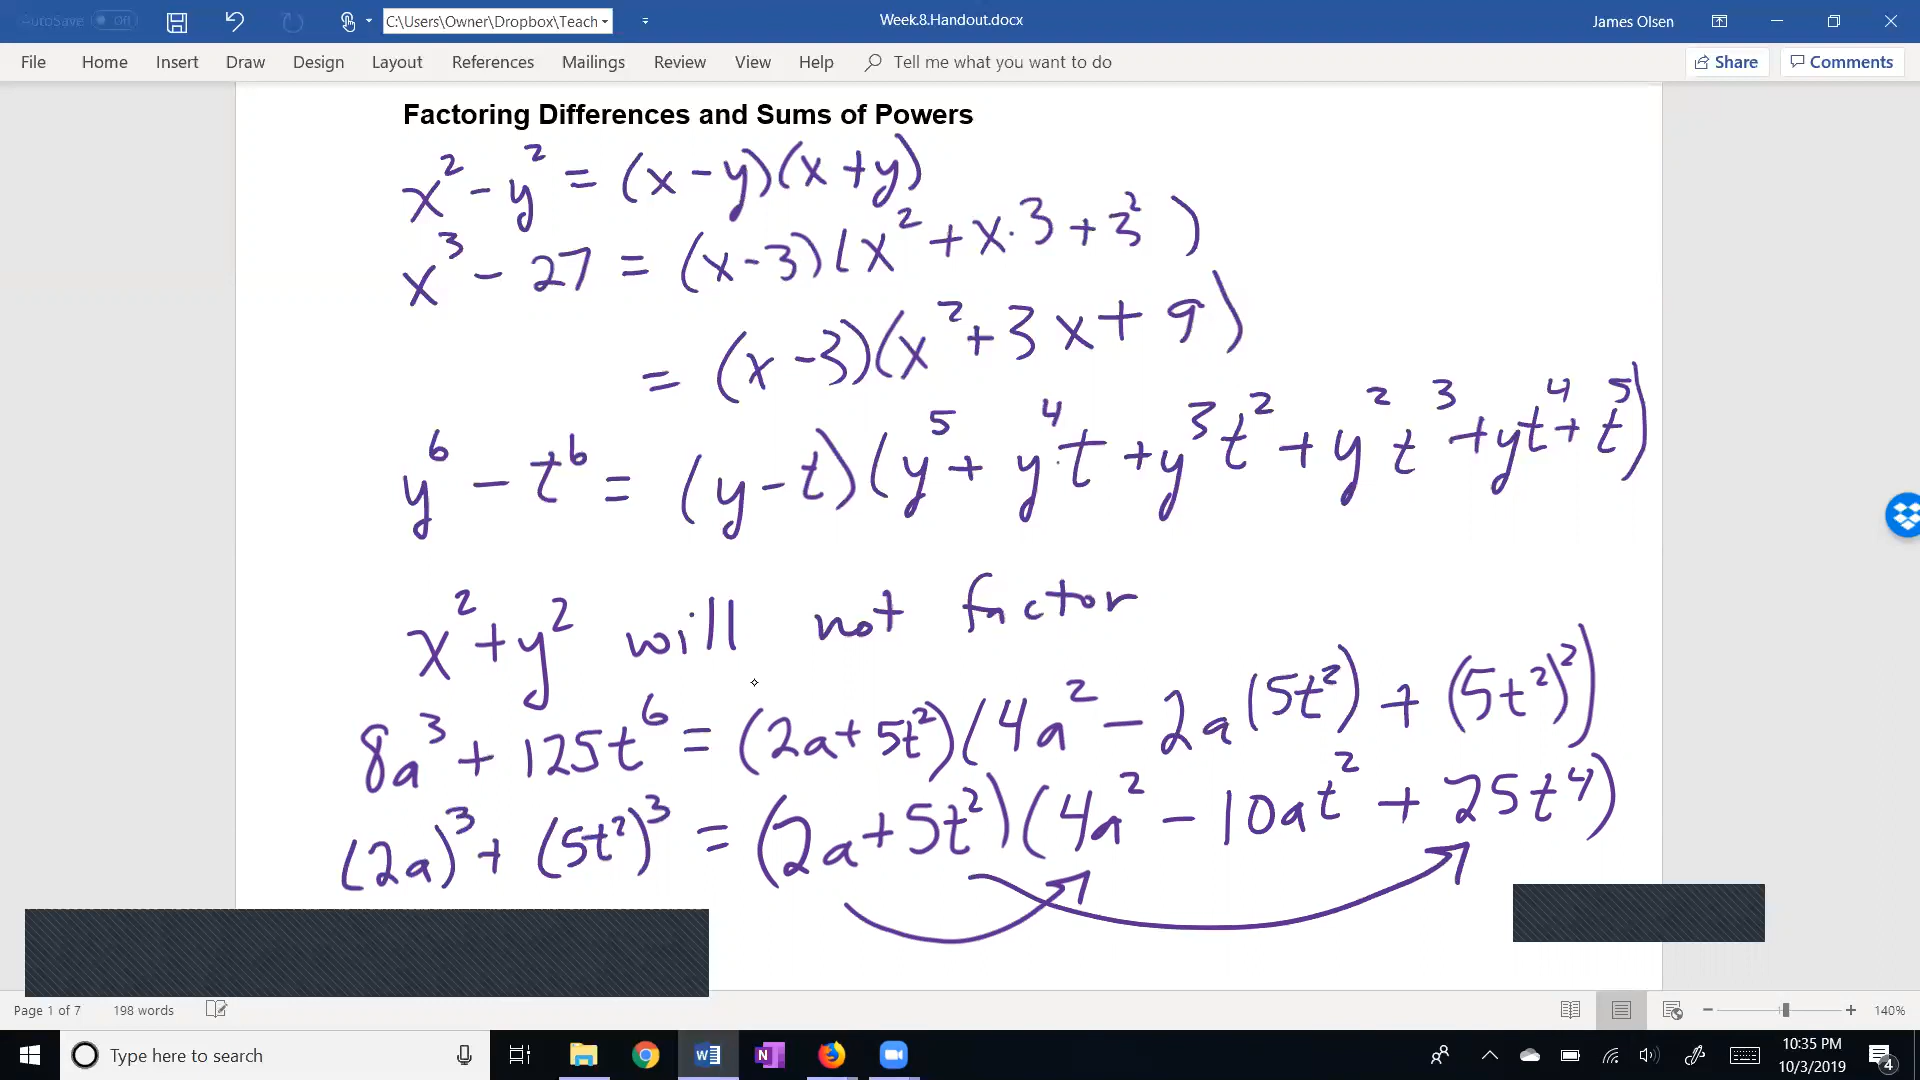 AutoSave Off C:\Users\Owner\Dropbox\Teach Week.8.Handout.docx James Olsen
File Home Insert Draw Design Layout References Mailings Review View Help Tell me what you want to do Share Comments
Factoring Differences and Sums of Powers
x² - y² = (x - y)(x + y)
x³ - 27 = (x-3)(x² + x·3 + 3²)
= (x -3)(x² + 3x + 9)
y⁶ - t⁶ = (y - t)(y⁵ + y⁴·t + y³t² + y²t³ + yt⁴ + t⁵)
x² + y² will not factor
8a³ + 125t⁶ = (2a + 5t²)(4a² - 2a(5t²) + (5t²)²)
(2a)³ + (5t²)³ = (2a + 5t²)(4a² - 10at² + 25t⁴)
Page 1 of 7 198 words 140%
Type here to search 10:35 PM
10/3/2019 4